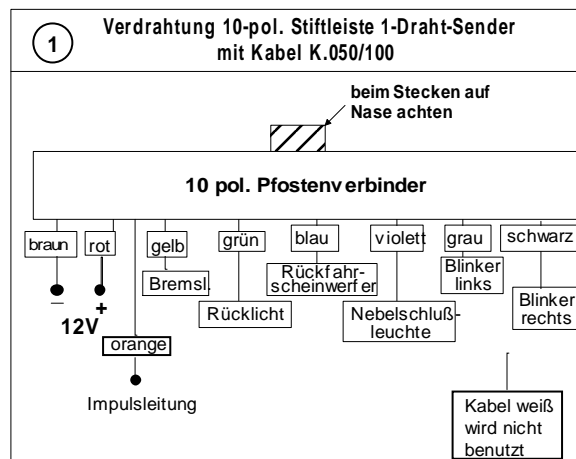 1
Verdrahtung 10-pol. Stiftleiste 1-Draht-Sender
mit Kabel K.050/100
beim Stecken auf
Nase achten
10 pol. Pfostenverbinder
braun
rot
gelb
grün
blau
violett
grau
schwarz
Bremsl.
Rückfahr-
scheinwerfer
Blinker
links
– +
12V
Rücklicht
Nebelschluß-
leuchte
Blinker
rechts
orange
Impulsleitung
Kabel weiß
wird nicht
benutzt